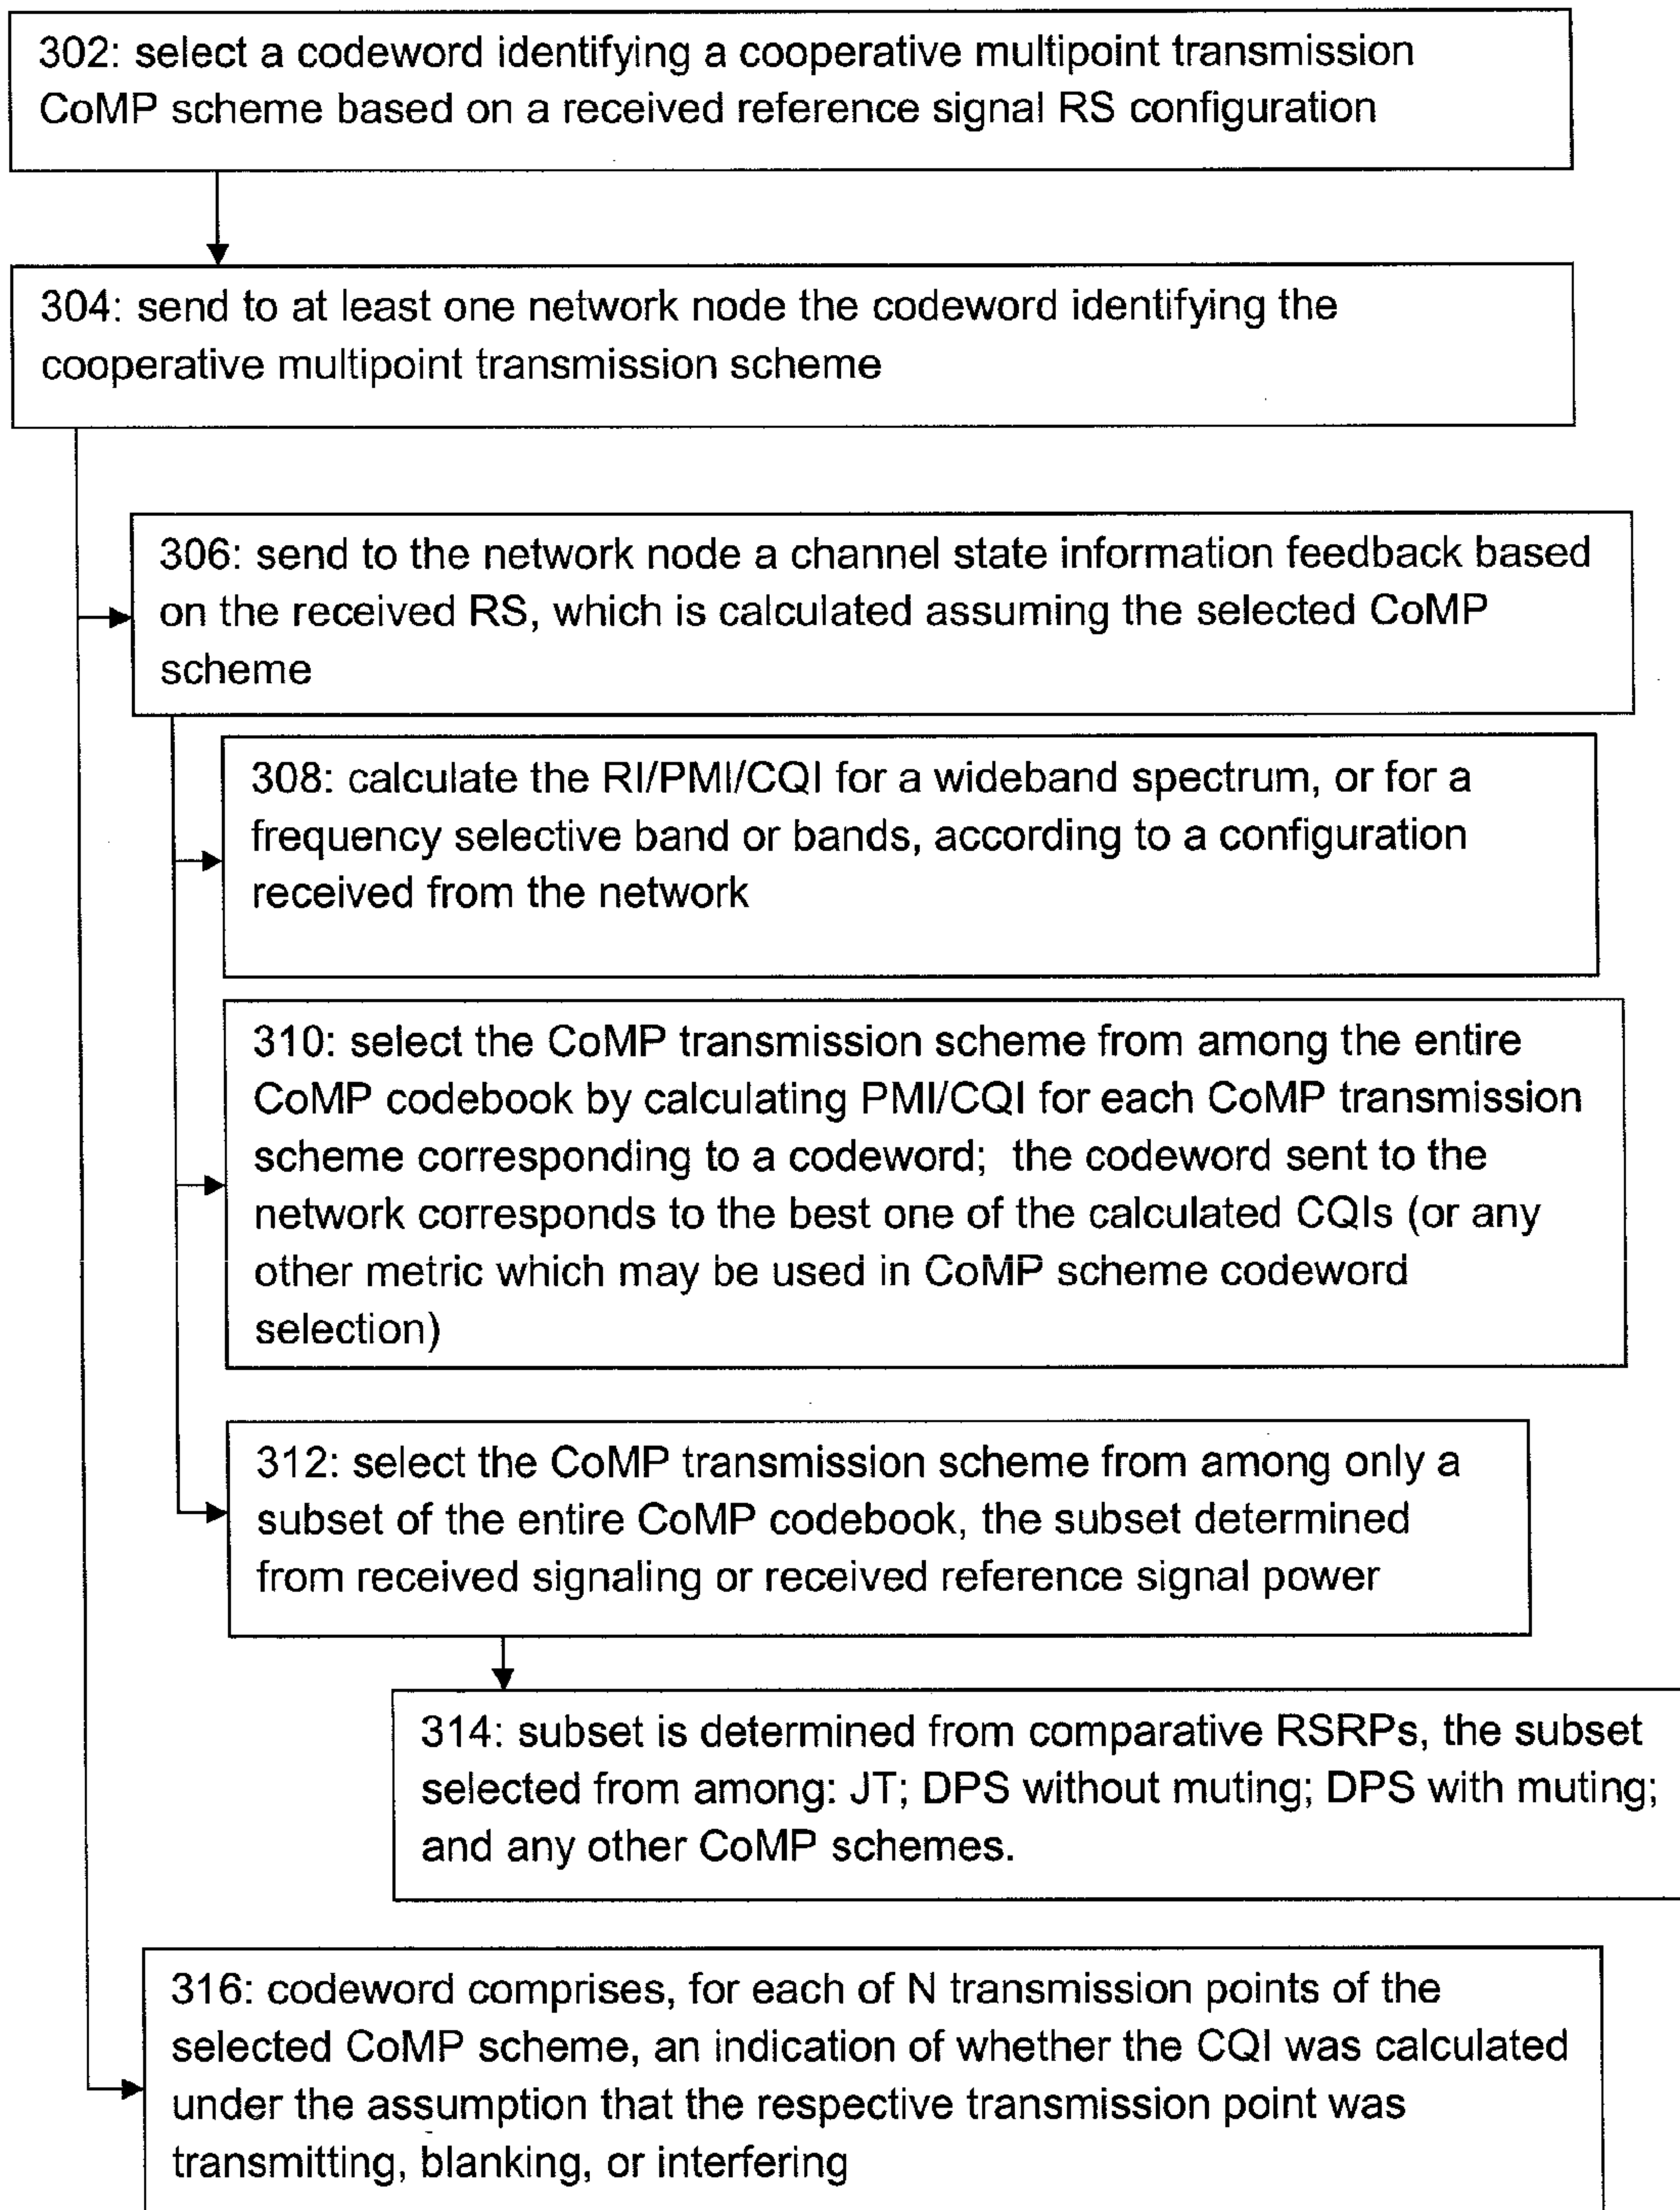 302: select a codeword identifying a cooperative multipoint transmission
CoMP scheme based on a received reference signal RS configuration
304: send to at least one network node the codeword identifying the
cooperative multipoint transmission scheme
306: send to the network node a channel state information feedback based
on the received RS, which is calculated assuming the selected CoMP
scheme
308: calculate the RI/PMI/CQI for a wideband spectrum, or for a
frequency selective band or bands, according to a configuration
received from the network
310: select the CoMP transmission scheme from among the entire
CoMP codebook by calculating PMI/CQI for each CoMP transmission
scheme corresponding to a codeword; the codeword sent to the
network corresponds to the best one of the calculated CQIs (or any
other metric which may be used in CoMP scheme codeword
selection)
312: select the CoMP transmission scheme from among only a
subset of the entire CoMP codebook, the subset determined
from received signaling or received reference signal power
314: subset is determined from comparative RSRPs, the subset
selected from among: JT; DPS without muting; DPS with muting;
and any other CoMP schemes.
316: codeword comprises, for each of N transmission points of the
selected CoMP scheme, an indication of whether the CQI was calculated
under the assumption that the respective transmission point was
transmitting, blanking, or interfering